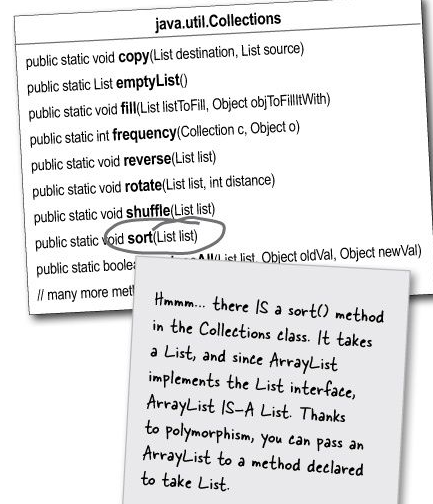 java.util.Collections
public static void copy(List destination, List source)
public static List emptyList()
public static void fill(List listToFill, Object objToFillItWith)
public static int frequency(Collection c, Object o)
public static void reverse(List list)
public static void rotate(List list, int distance)
public static void shuffle(List list)
public static void sort(List list)
public static All(List list, Object oldVal, Object newVal)
// many more
Hmmm... there IS a sort() method
in the Collections class. It takes
a List, and since ArrayList
implements the List interface,
ArrayList IS-A List. Thanks
to polymorphism, you can pass an
ArrayList to a method declared
to take List.